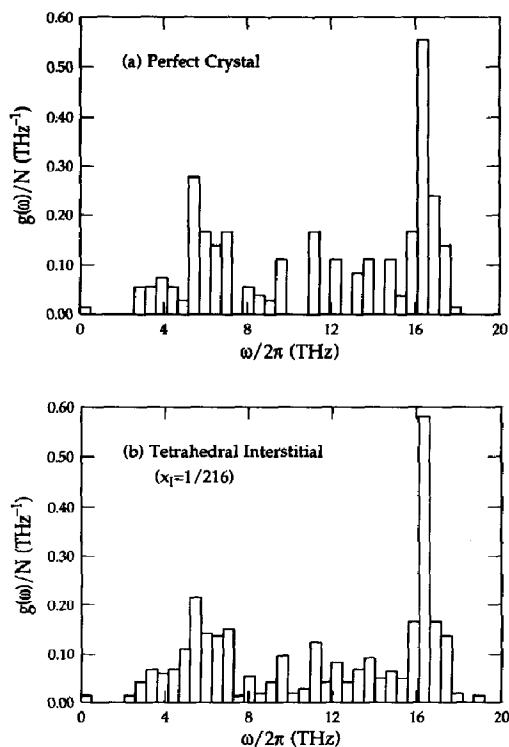 0.60
(a) Perfect Crystal
0.50
0.40
0.30
0.20
0.10
0.00
g(ω)/N (THz⁻¹)
0 4 8 12 16 20
ω/2π (THz)
0.60
(b) Tetrahedral Interstitial
(x_I=1/216)
0.50
0.40
0.30
0.20
0.10
0.00
g(ω)/N (THz⁻¹)
0 4 8 12 16 20
ω/2π (THz)